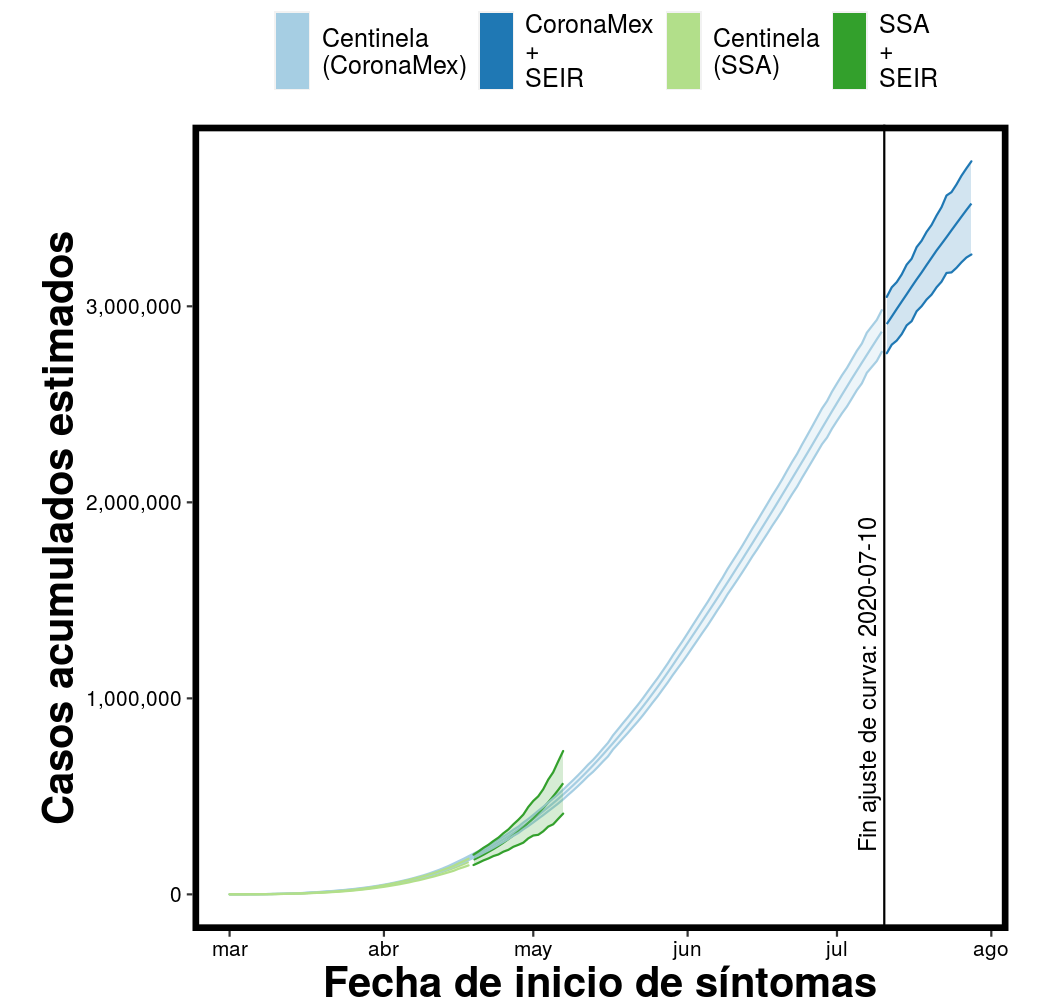 Centinela
(CoronaMex)
CoronaMex
+
SEIR
Centinela
(SSA)
SSA
+
SEIR
Casos acumulados estimados
3,000,000
2,000,000
1,000,000
0
Fin ajuste de curva: 2020-07-10
mar
abr
may
jun
jul
ago
Fecha de inicio de síntomas